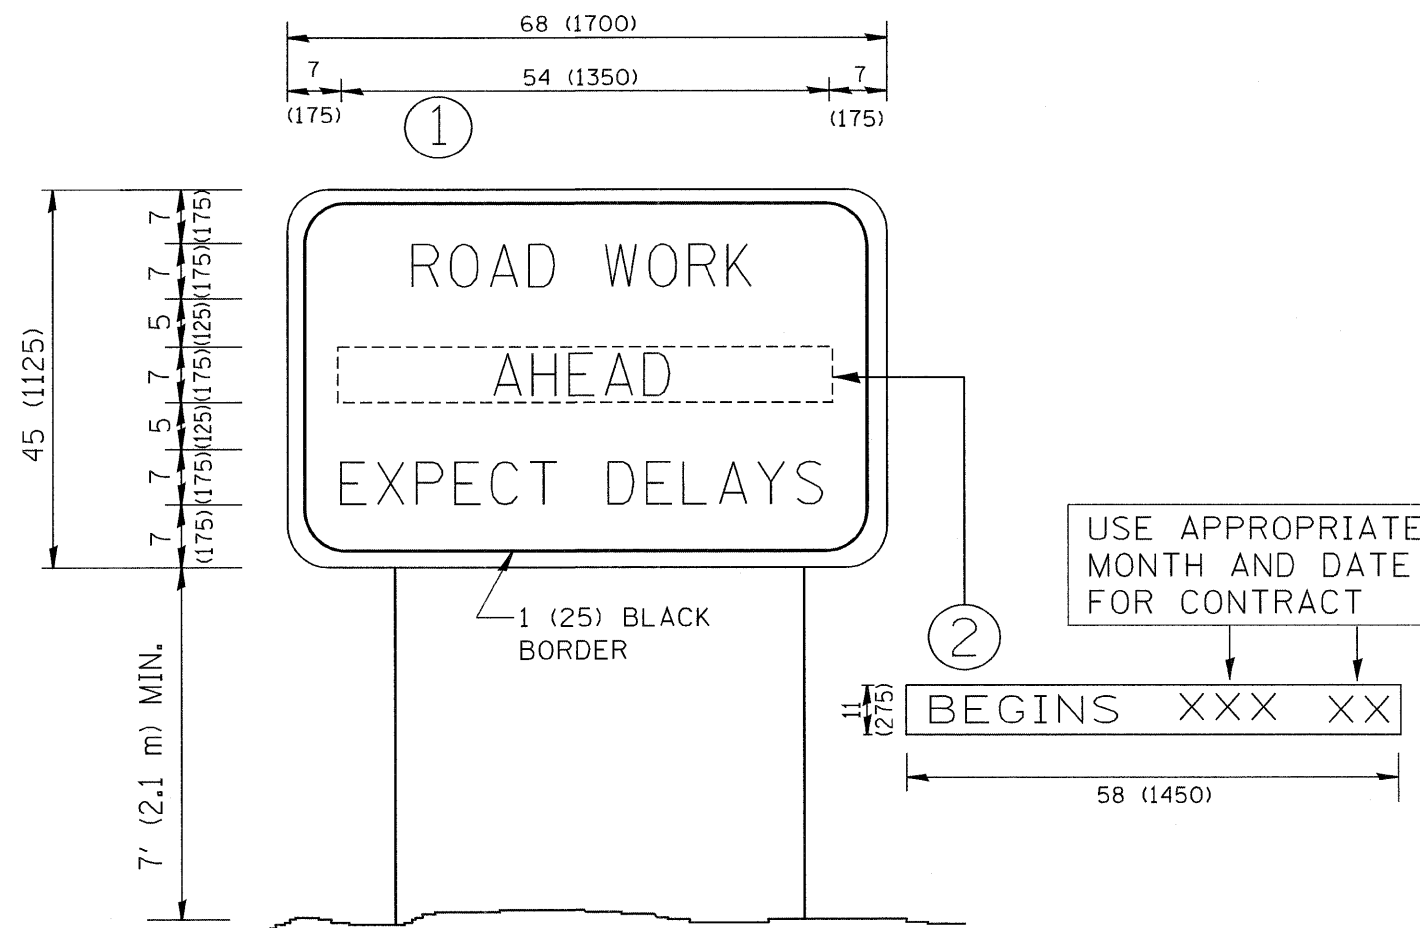 68 (1700)
7
54 (1350)
7
(175)
(175)
1
45 (1125)
7
(175)
7
(175)
5
(125)
7
(175)
5
(125)
7
(175)
7
(175)
ROAD WORK
AHEAD
EXPECT DELAYS
1 (25) BLACK
BORDER
7' (2.1 m) MIN.
2
USE APPROPRIATE
MONTH AND DATE
FOR CONTRACT
11
(275)
BEGINS XXX XX
58 (1450)